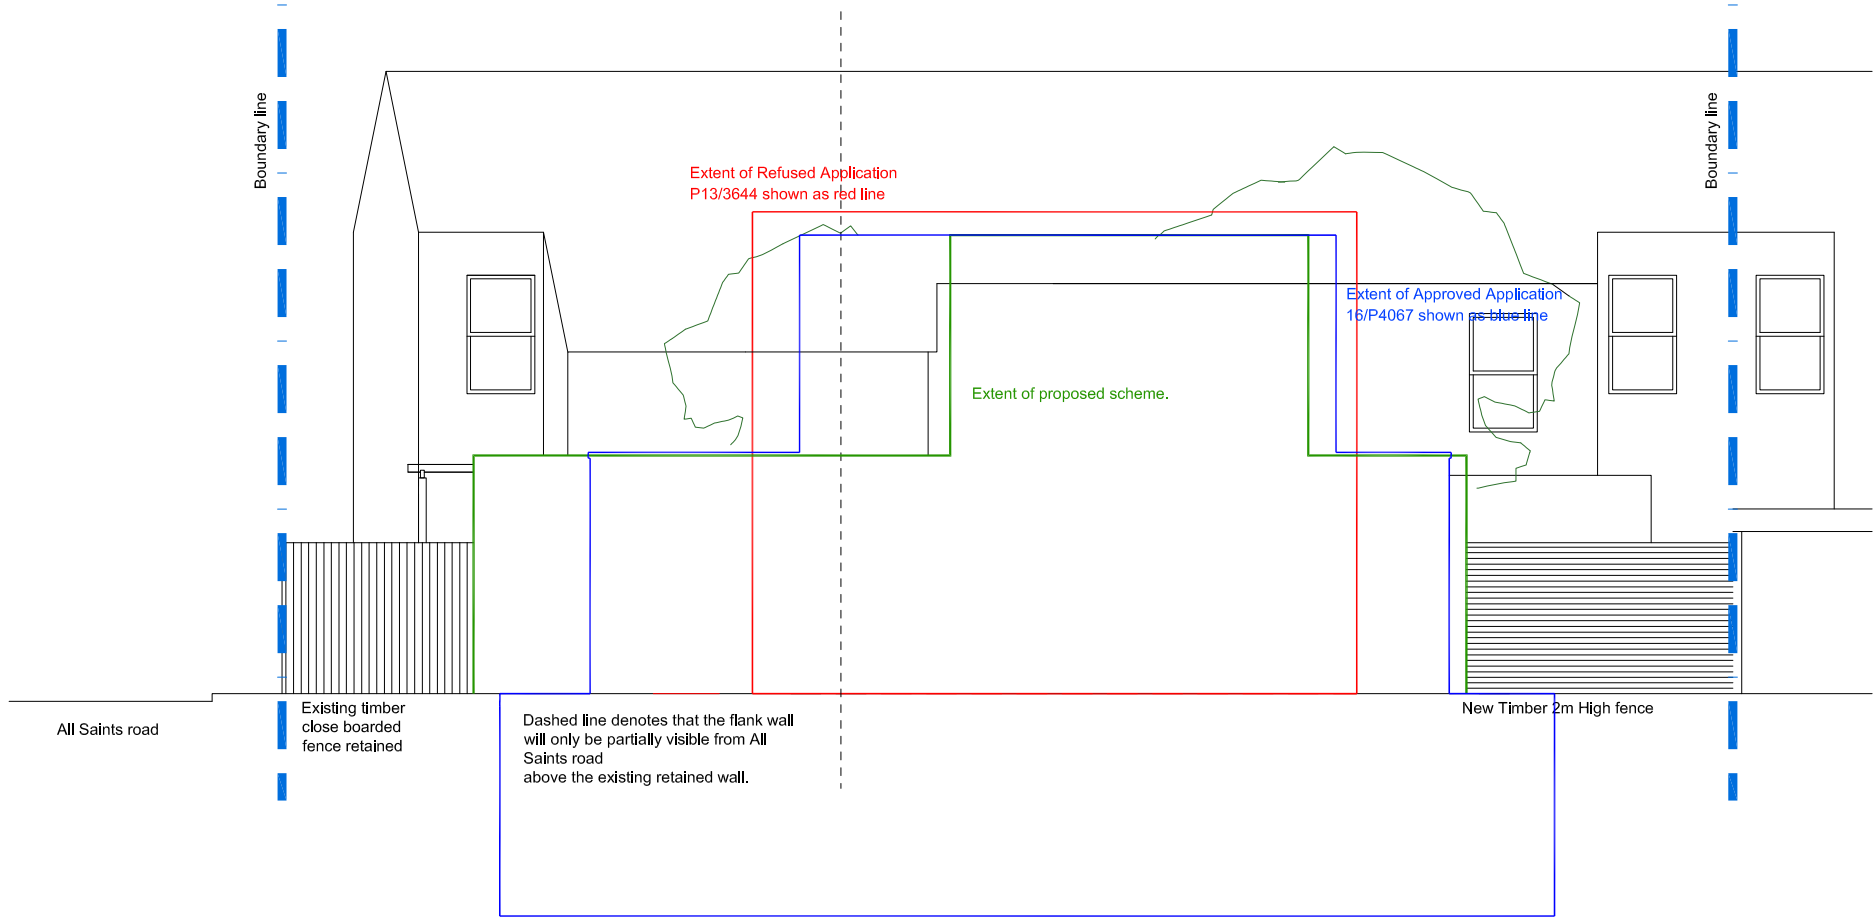 Boundary line
Boundary line
Extent of Refused Application
P13/3644 shown as red line
Extent of Approved Application
16/P4067 shown as blue line
Extent of proposed scheme.
All Saints road
Existing timber
close boarded
fence retained
Dashed line denotes that the flank wall
will only be partially visible from All
Saints road
above the existing retained wall.
New Timber 2m High fence